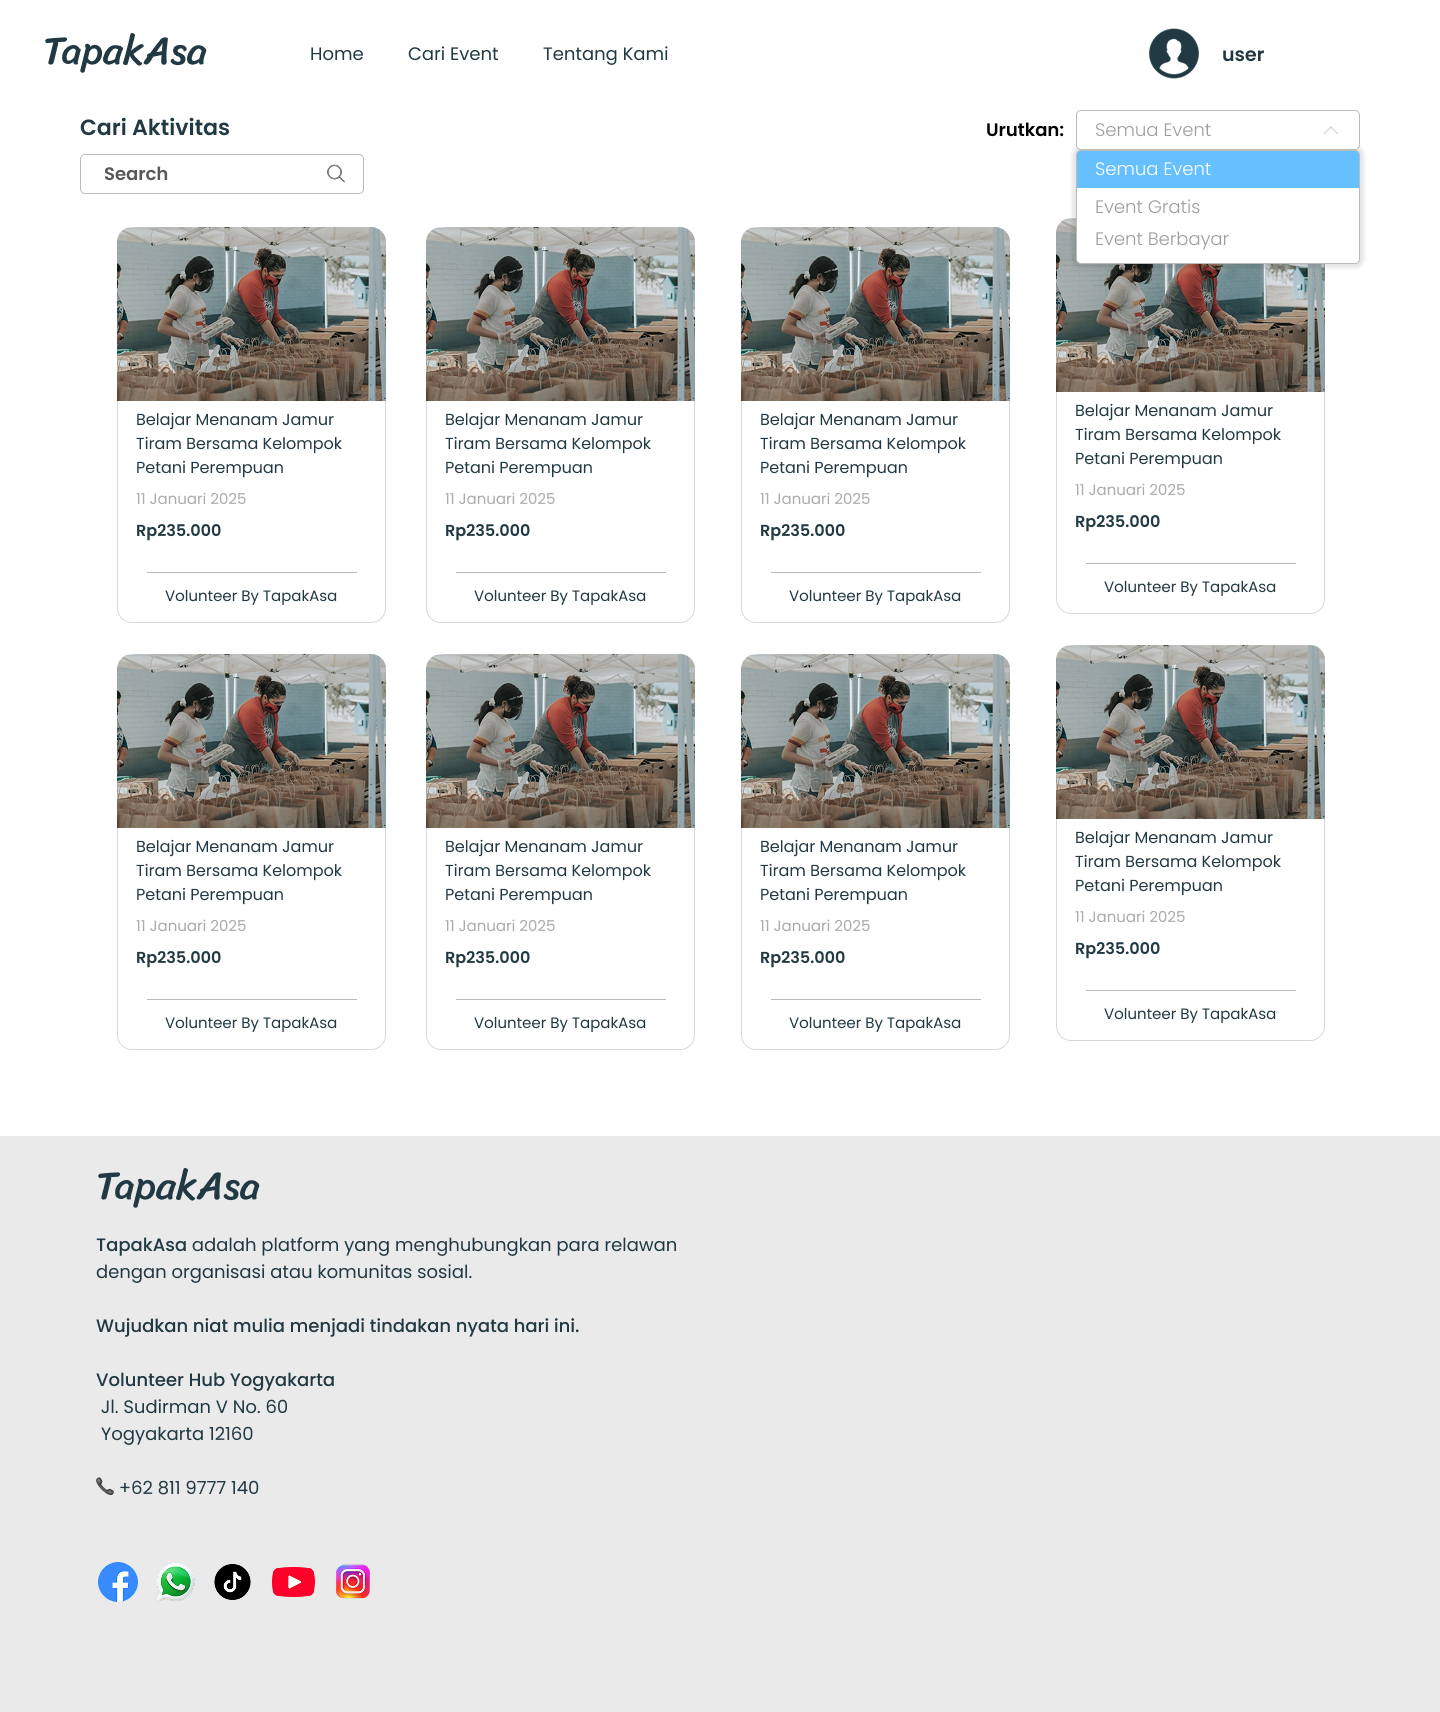 TapakAsa
Home
Cari Event
Tentang Kami
user
Cari Aktivitas
Search
Urutkan:
Semua Event
Semua Event
Event Gratis
Event Berbayar
Belajar Menanam Jamur
Tiram Bersama Kelompok
Petani Perempuan
11 Januari 2025
Rp235.000
Volunteer By TapakAsa
Belajar Menanam Jamur
Tiram Bersama Kelompok
Petani Perempuan
11 Januari 2025
Rp235.000
Volunteer By TapakAsa
Belajar Menanam Jamur
Tiram Bersama Kelompok
Petani Perempuan
11 Januari 2025
Rp235.000
Volunteer By TapakAsa
Belajar Menanam Jamur
Tiram Bersama Kelompok
Petani Perempuan
11 Januari 2025
Rp235.000
Volunteer By TapakAsa
Belajar Menanam Jamur
Tiram Bersama Kelompok
Petani Perempuan
11 Januari 2025
Rp235.000
Volunteer By TapakAsa
Belajar Menanam Jamur
Tiram Bersama Kelompok
Petani Perempuan
11 Januari 2025
Rp235.000
Volunteer By TapakAsa
Belajar Menanam Jamur
Tiram Bersama Kelompok
Petani Perempuan
11 Januari 2025
Rp235.000
Volunteer By TapakAsa
Belajar Menanam Jamur
Tiram Bersama Kelompok
Petani Perempuan
11 Januari 2025
Rp235.000
Volunteer By TapakAsa
TapakAsa
TapakAsa adalah platform yang menghubungkan para relawan
dengan organisasi atau komunitas sosial.
Wujudkan niat mulia menjadi tindakan nyata hari ini.
Volunteer Hub Yogyakarta
Jl. Sudirman V No. 60
Yogyakarta 12160
+62 811 9777 140